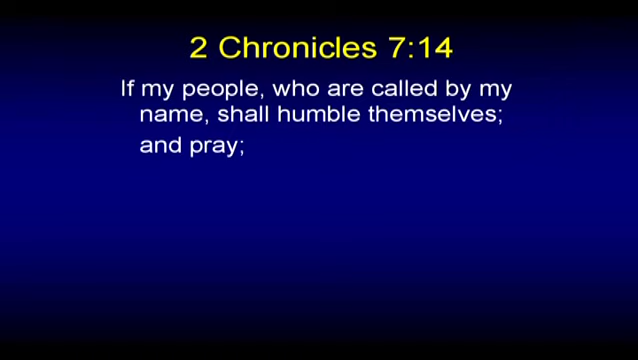 2 Chronicles 7:14
If my people, who are called by my
name, shall humble themselves;
and pray;